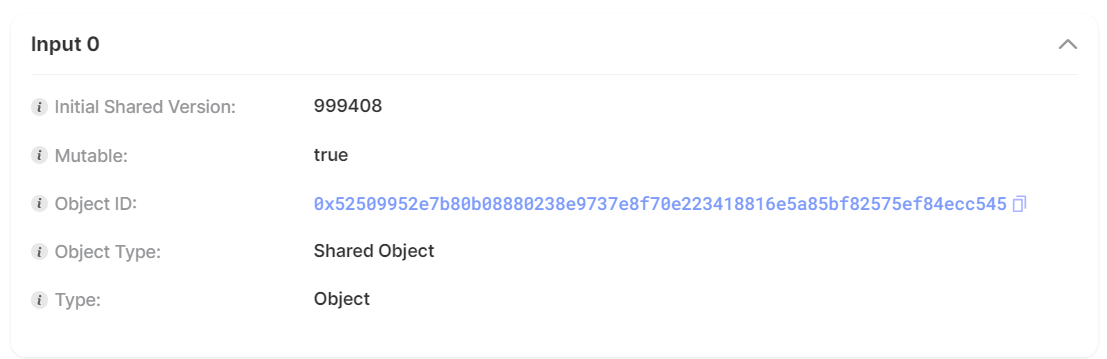 Input 0
Initial Shared Version: 999408
Mutable: true
Object ID: 0x52509952e7b80b08880238e9737e8f70e223418816e5a85bf82575ef84ecc545
Object Type: Shared Object
Type: Object